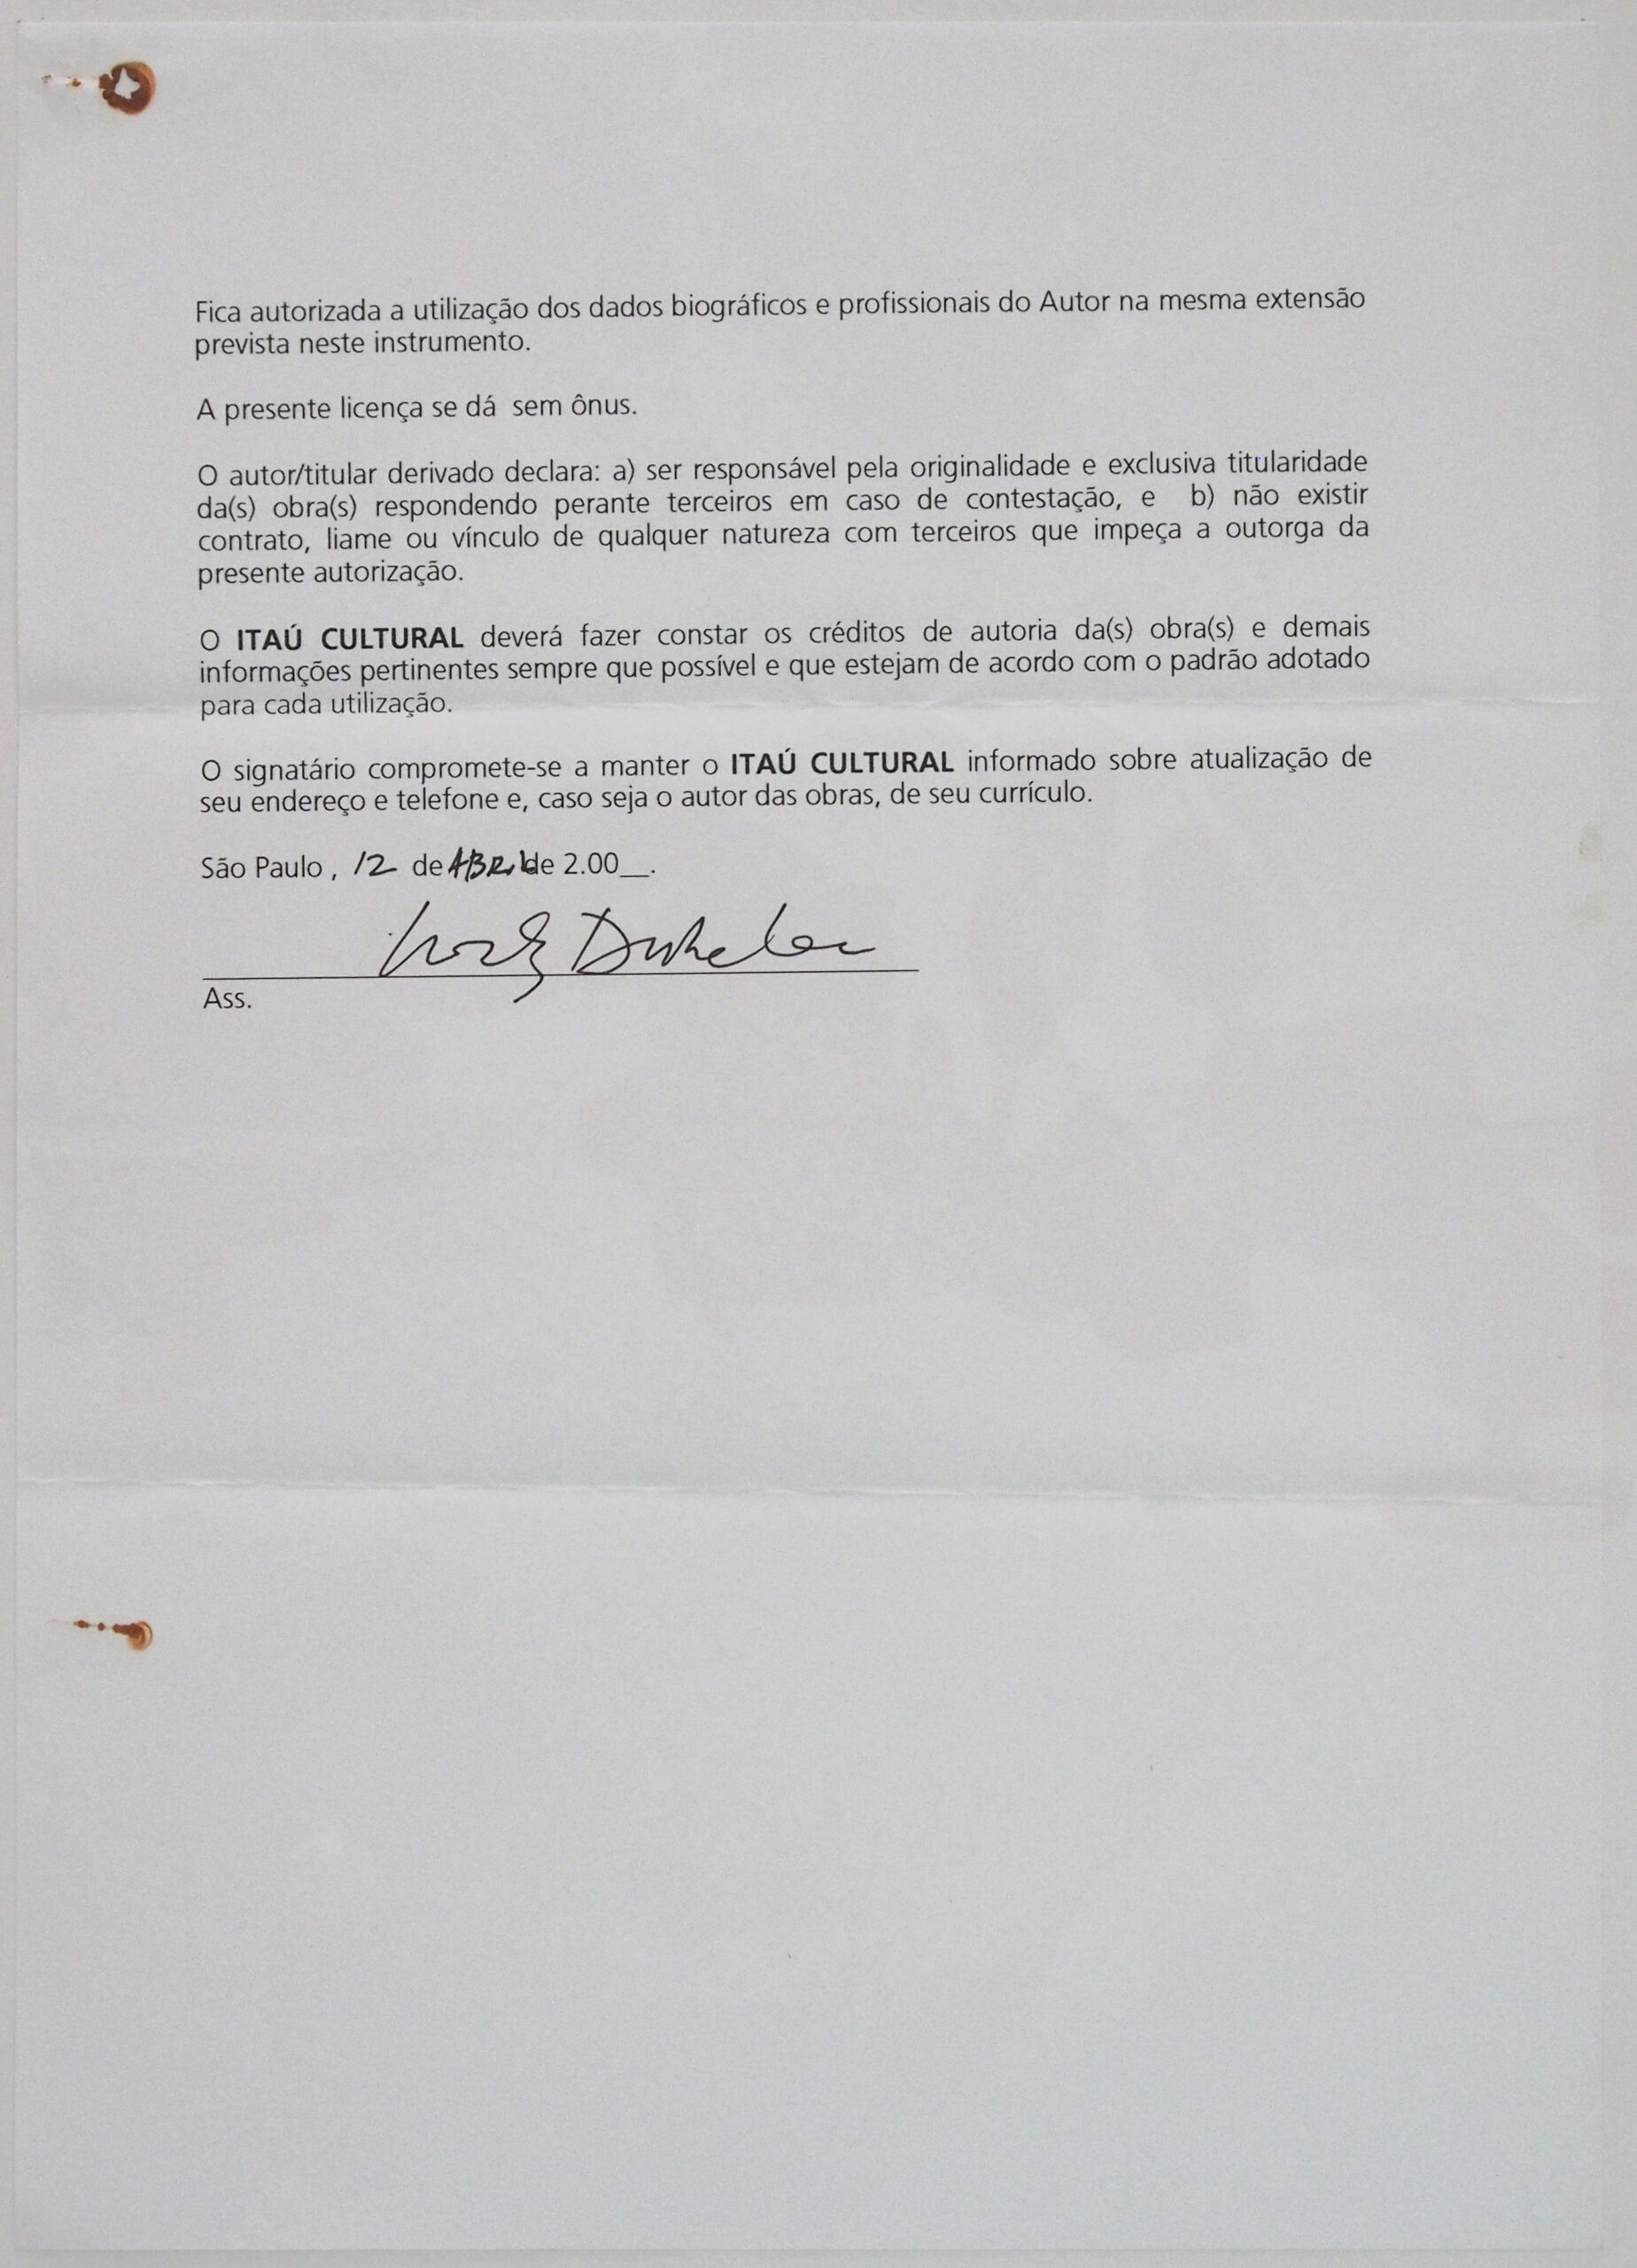 Fica autorizada a utilização dos dados biográficos e profissionais do Autor na mesma extensão
prevista neste instrumento.
A presente licença se dá sem ônus.
O autor/titular derivado declara: a) ser responsável pela originalidade e exclusiva titularidade
da(s) obra(s) respondendo perante terceiros em caso de contestação, e b) não existir
contrato, liame ou vínculo de qualquer natureza com terceiros que impeça a outorga da
presente autorização.
O ITAÚ CULTURAL deverá fazer constar os créditos de autoria da(s) obra(s) e demais
informações pertinentes sempre que possível e que estejam de acordo com o padrão adotado
para cada utilização.
O signatário compromete-se a manter o ITAÚ CULTURAL informado sobre atualização de
seu endereço e telefone e, caso seja o autor das obras, de seu currículo.
São Paulo , 12 de ABRIL de 2.00__.
Ass.